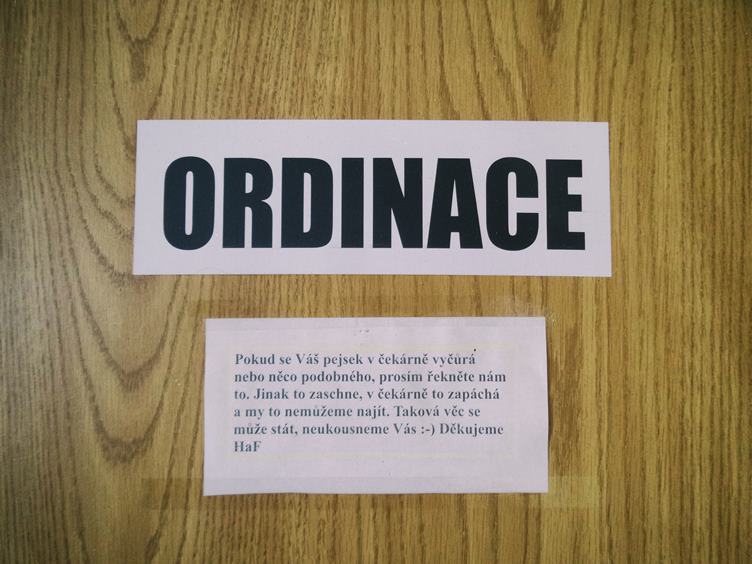 ORDINACE
Pokud se Váš pejsek v čekárně vyčůrá
nebo něco podobného, prosím řekněte nám
to. Jinak to zaschne, v čekárně to zapáchá
a my to nemůžeme najít. Taková věc se
může stát, neukousneme Vás :-) Děkujeme
HaF